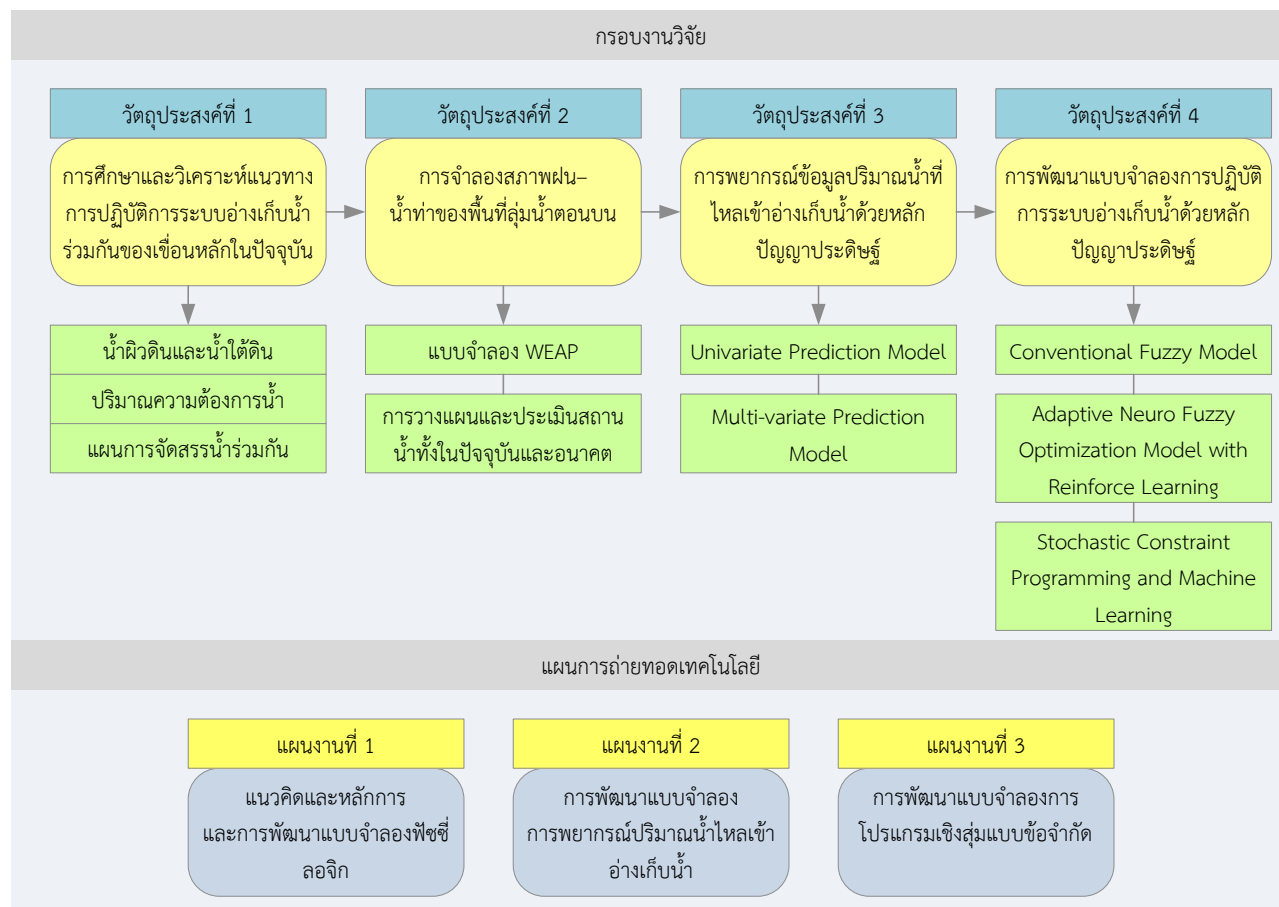 กรอบงานวิจัย
วัตถุประสงค์ที่ 1
การศึกษาและวิเคราะห์แนวทาง
การปฏิบัติการระบบอ่างเก็บน้ำ
ร่วมกันของเขื่อนหลักในปัจจุบัน
น้ำผิวดินและน้ำใต้ดิน
ปริมาณความต้องการน้ำ
แผนการจัดสรรน้ำร่วมกัน
วัตถุประสงค์ที่ 2
การจำลองสภาพฝน–
น้ำท่าของพื้นที่ลุ่มน้ำตอนบน
แบบจำลอง WEAP
การวางแผนและประเมินสถาน
น้ำทั้งในปัจจุบันและอนาคต
วัตถุประสงค์ที่ 3
การพยากรณ์ข้อมูลปริมาณน้ำที่
ไหลเข้าอ่างเก็บน้ำด้วยหลัก
ปัญญาประดิษฐ์
Univariate Prediction Model
Multi-variate Prediction
Model
วัตถุประสงค์ที่ 4
การพัฒนาแบบจำลองการปฏิบัติ
การระบบอ่างเก็บน้ำด้วยหลัก
ปัญญาประดิษฐ์
Conventional Fuzzy Model
Adaptive Neuro Fuzzy
Optimization Model with
Reinforce Learning
Stochastic Constraint
Programming and Machine
Learning
แผนการถ่ายทอดเทคโนโลยี
แผนงานที่ 1
แนวคิดและหลักการ
และการพัฒนาแบบจำลองฟัซซี่
ลอจิก
แผนงานที่ 2
การพัฒนาแบบจำลอง
การพยากรณ์ปริมาณน้ำไหลเข้า
อ่างเก็บน้ำ
แผนงานที่ 3
การพัฒนาแบบจำลองการ
โปรแกรมเชิงสุ่มแบบข้อจำกัด